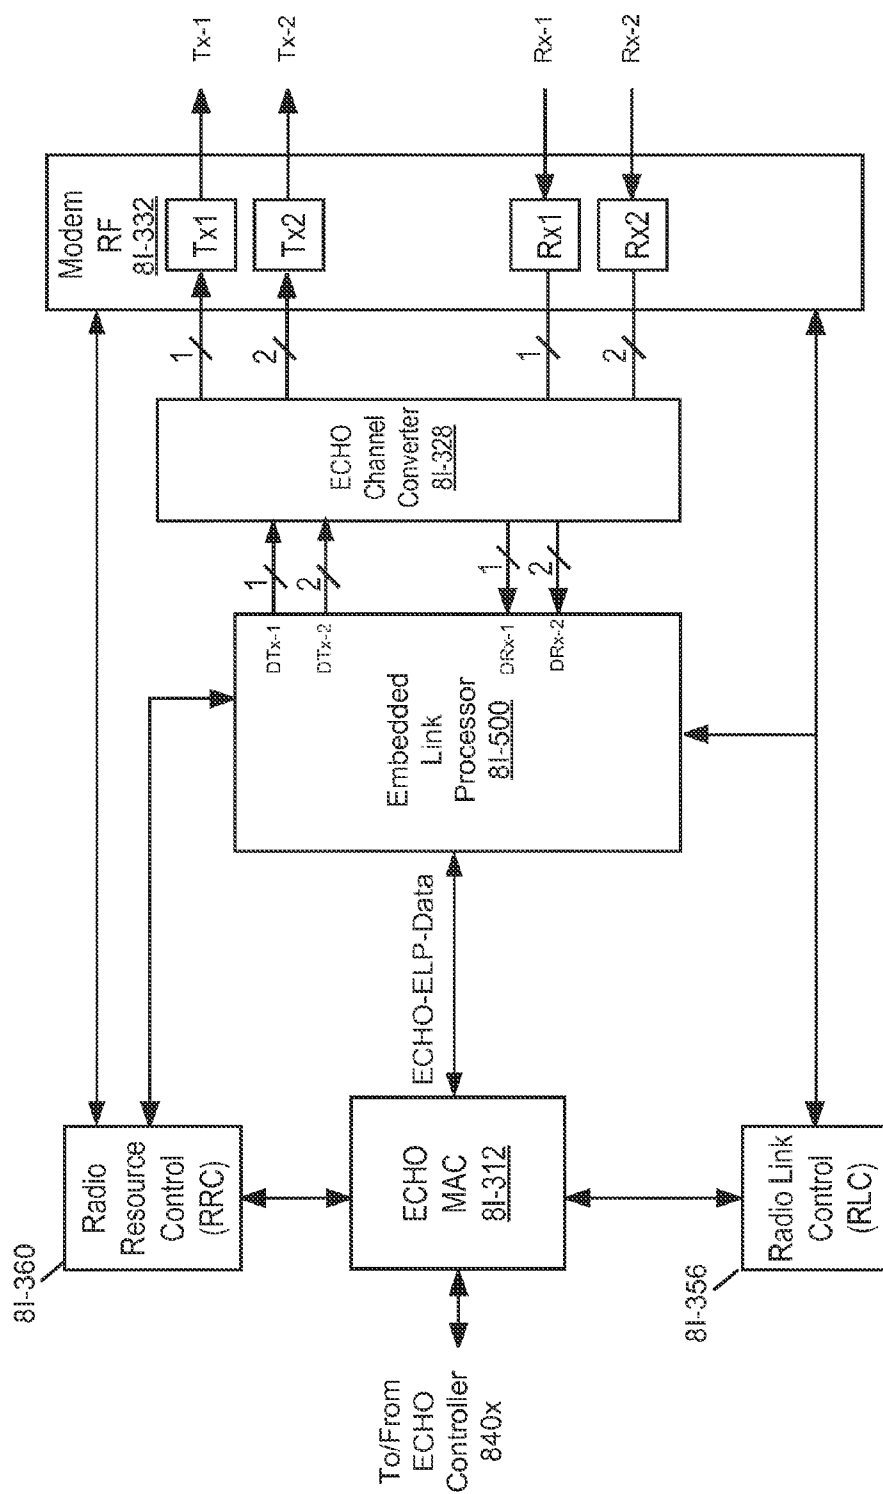 8I-360
Radio
Resource
Control
(RRC)
Modem
RF
8I-332
Tx1
Tx2
Rx1
Rx2
Tx-1
Tx-2
Rx-1
Rx-2
1
2
1
2
ECHO
Channel
Converter
8I-328
1
2
1
2
DTx-1
DTx-2
DRx-1
DRx-2
Embedded
Link
Processor
8I-500
ECHO-ELP-Data
ECHO
MAC
8I-312
To/From
ECHO
Controller
840x
8I-356
Radio Link
Control
(RLC)